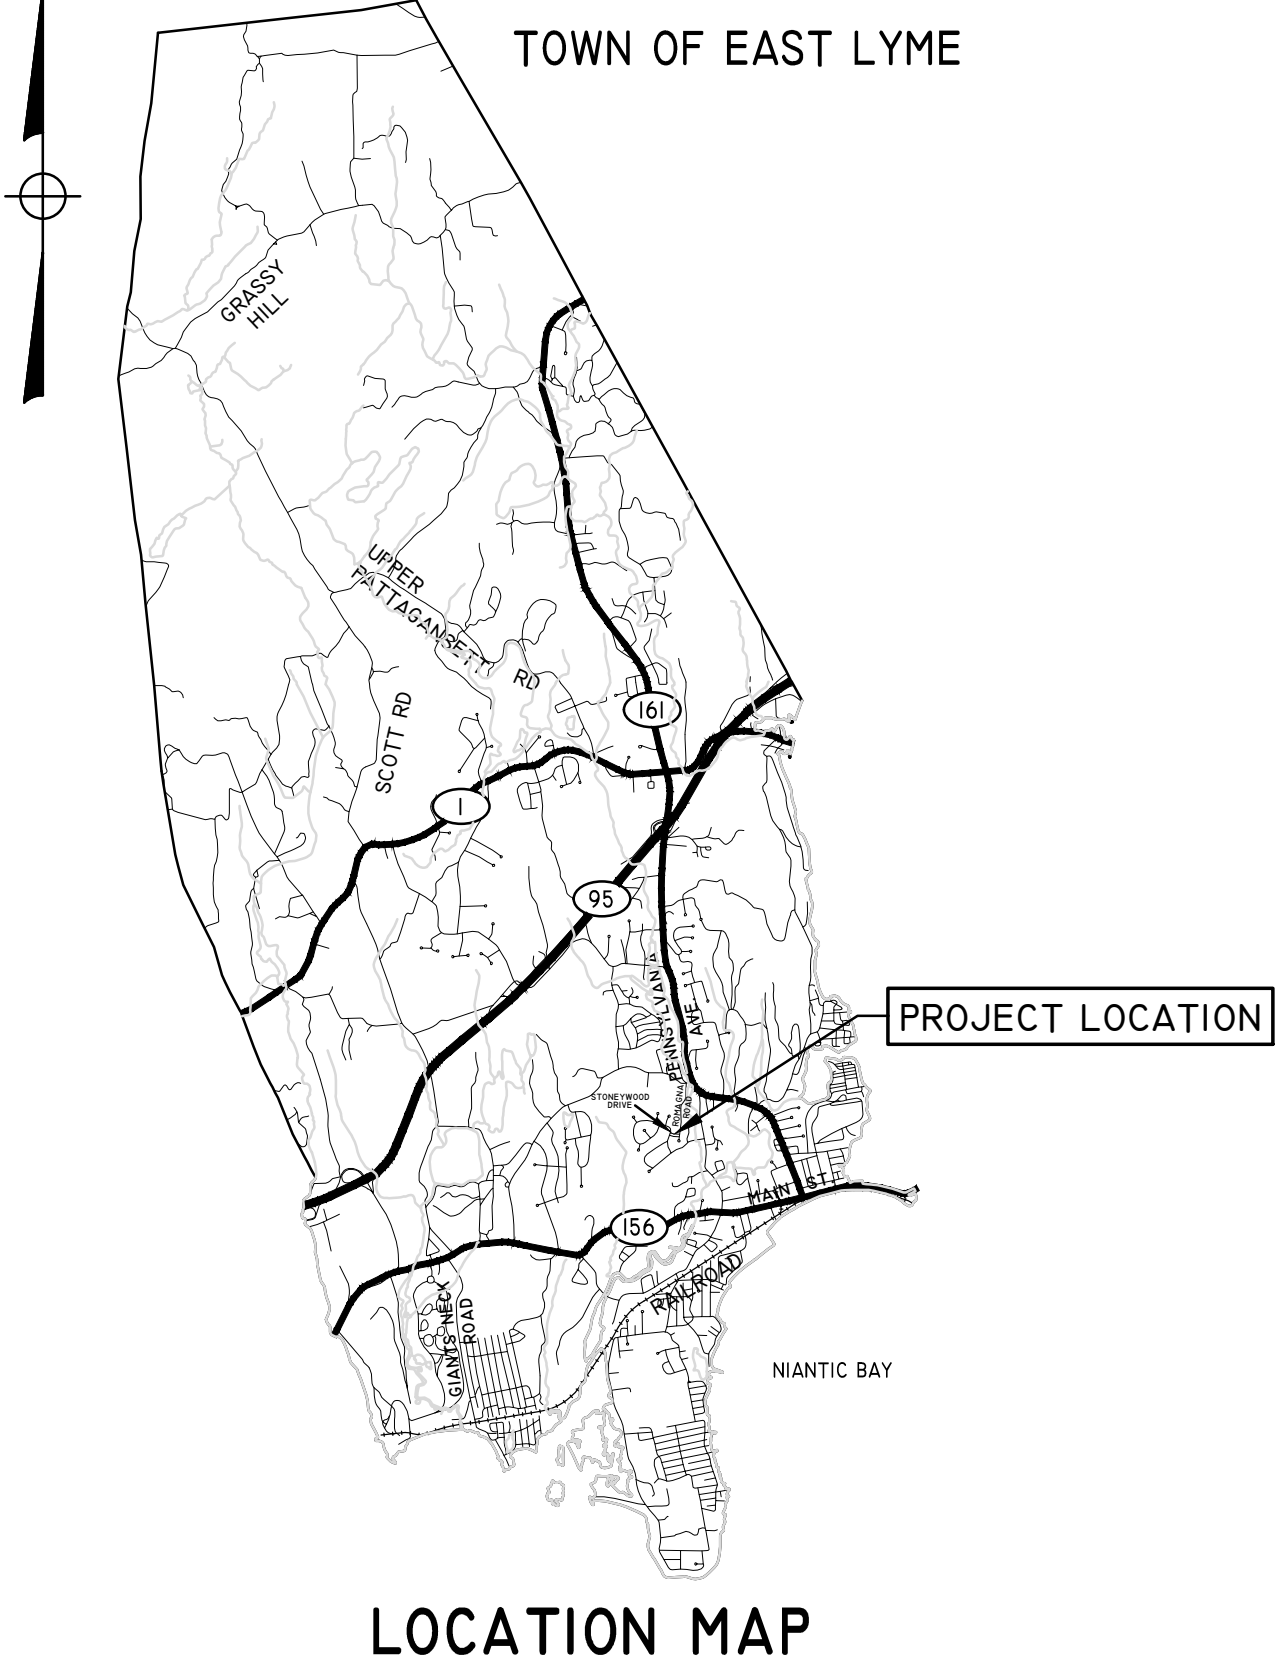 TOWN OF EAST LYME
GRASSY
HILL
UPPER
PATTAGANSETT RD
SCOTT RD
161
1
95
PENNSYLVANIA
AVE
PROJECT LOCATION
STONEYWOOD
DRIVE
ROMAGNA
ROAD
MAIN ST.
156
RAILROAD
GIANTS NECK
ROAD
NIANTIC BAY
LOCATION MAP